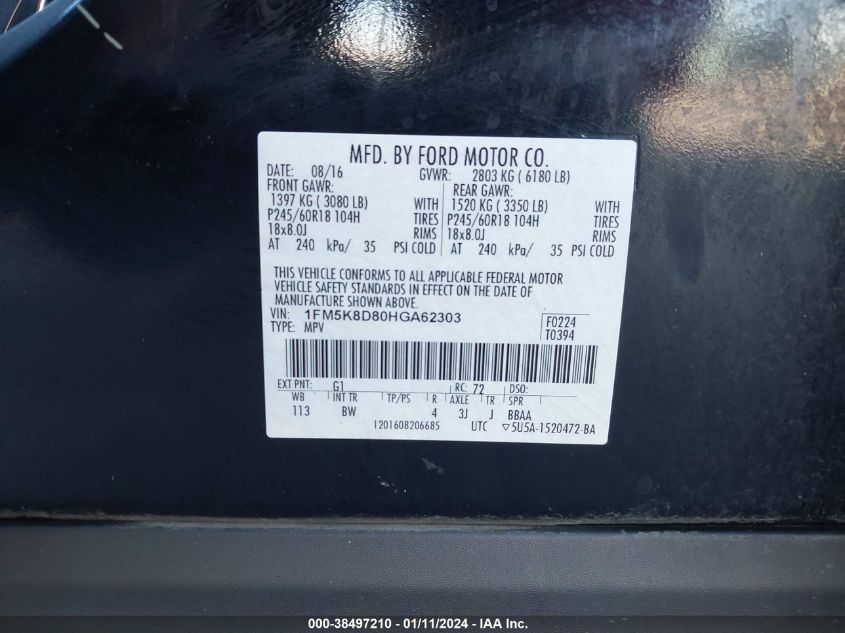 MFD. BY FORD MOTOR CO.
DATE: 08/16 GVWR: 2803 KG ( 6180 LB)
FRONT GAWR: REAR GAWR:
1397 KG ( 3080 LB) WITH 1520 KG ( 3350 LB) WITH
P245/60R18 104H TIRES P245/60R18 104H TIRES
18x8.0J RIMS 18x8.0J RIMS
AT 240 kPa/ 35 PSI COLD AT 240 kPa/ 35 PSI COLD
THIS VEHICLE CONFORMS TO ALL APPLICABLE FEDERAL MOTOR
VEHICLE SAFETY STANDARDS IN EFFECT ON THE DATE OF
MANUFACTURE SHOWN ABOVE.
VIN: 1FM5K8D80HGA62303 F0224
TYPE: MPV T0394
EXT PNT: G1 RC: 72 DSO:
WB INT TR TP/PS R AXLE TR SPR
113 BW 4 3J J BBAA
1201608206685 UTC ▽5U5A-1520472-BA
000-38497210 - 01/11/2024 - IAA Inc.